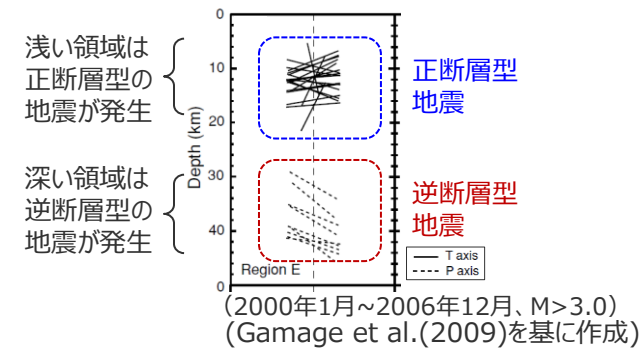 浅い領域は
正断層型の
地震が発生
深い領域は
逆断層型の
地震が発生
Depth (km)
0
10
20
30
40
0
Region E
正断層型
地震
逆断層型
地震
T axis
P axis
（2000年1月~2006年12月、M>3.0）
(Gamage et al.(2009)を基に作成)